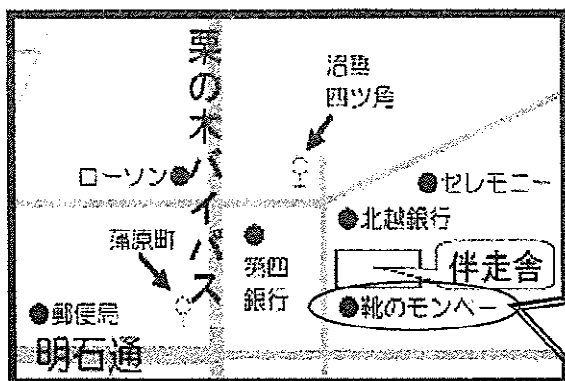 栗の木バイパス
沼垂
四ツ角
ローソン
セレモニー
北越銀行
蒲原町
第四
銀行
伴走舎
靴のモンベー
郵便局
明石通